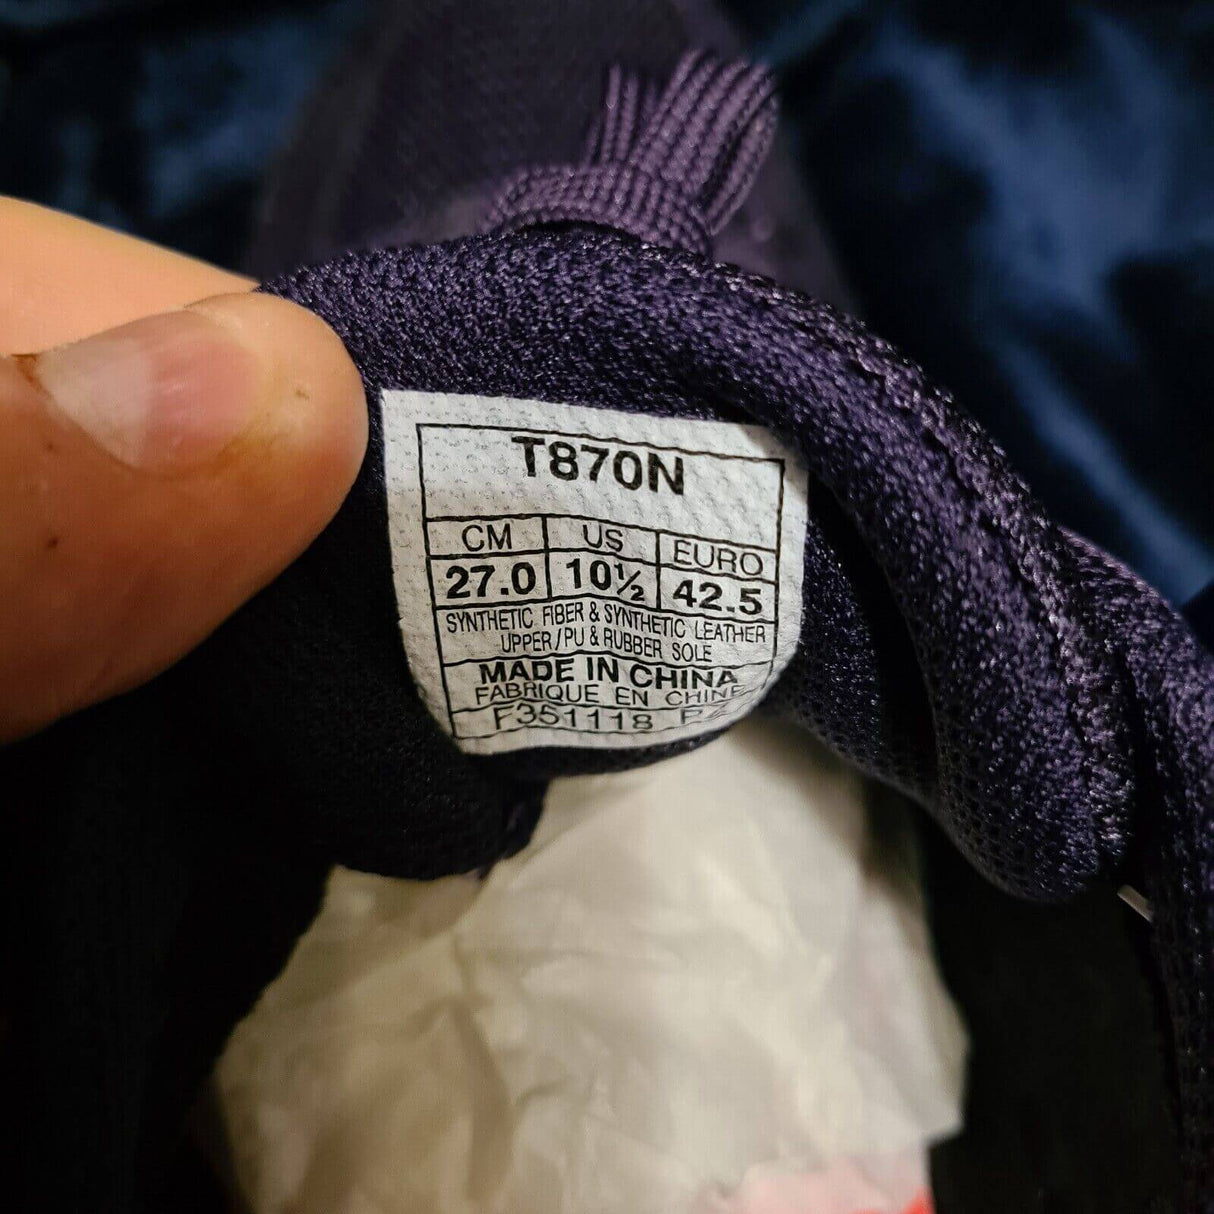 T870N
CM US EURO
27.0 10½ 42.5
SYNTHETIC FIBER & SYNTHETIC LEATHER
UPPER/PU & RUBBER SOLE
MADE IN CHINA
FABRIQUE EN CHINE
F351118